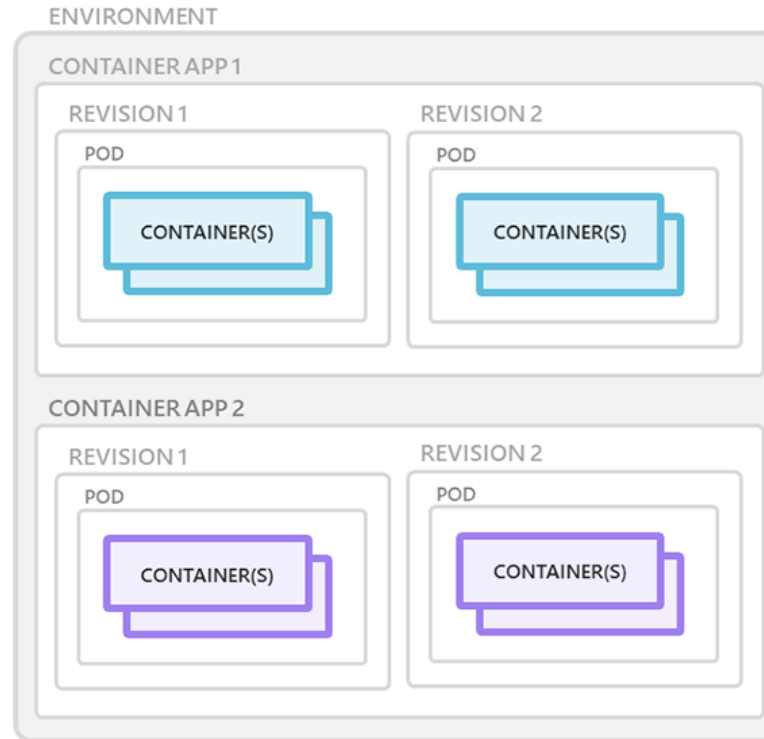 ENVIRONMENT
CONTAINER APP 1
REVISION 1
POD
CONTAINER(S)
REVISION 2
POD
CONTAINER(S)
CONTAINER APP 2
REVISION 1
POD
CONTAINER(S)
REVISION 2
POD
CONTAINER(S)